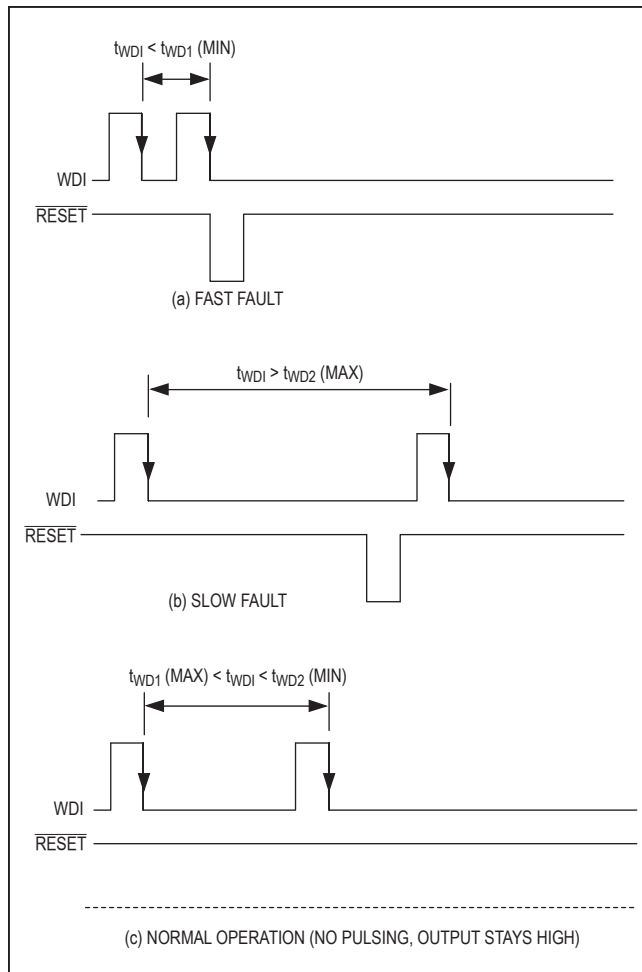 tWDI < tWD1 (MIN)
WDI
RESET
(a) FAST FAULT
tWDI > tWD2 (MAX)
WDI
RESET
(b) SLOW FAULT
tWD1 (MAX) < tWDI < tWD2 (MIN)
WDI
RESET
(c) NORMAL OPERATION (NO PULSING, OUTPUT STAYS HIGH)